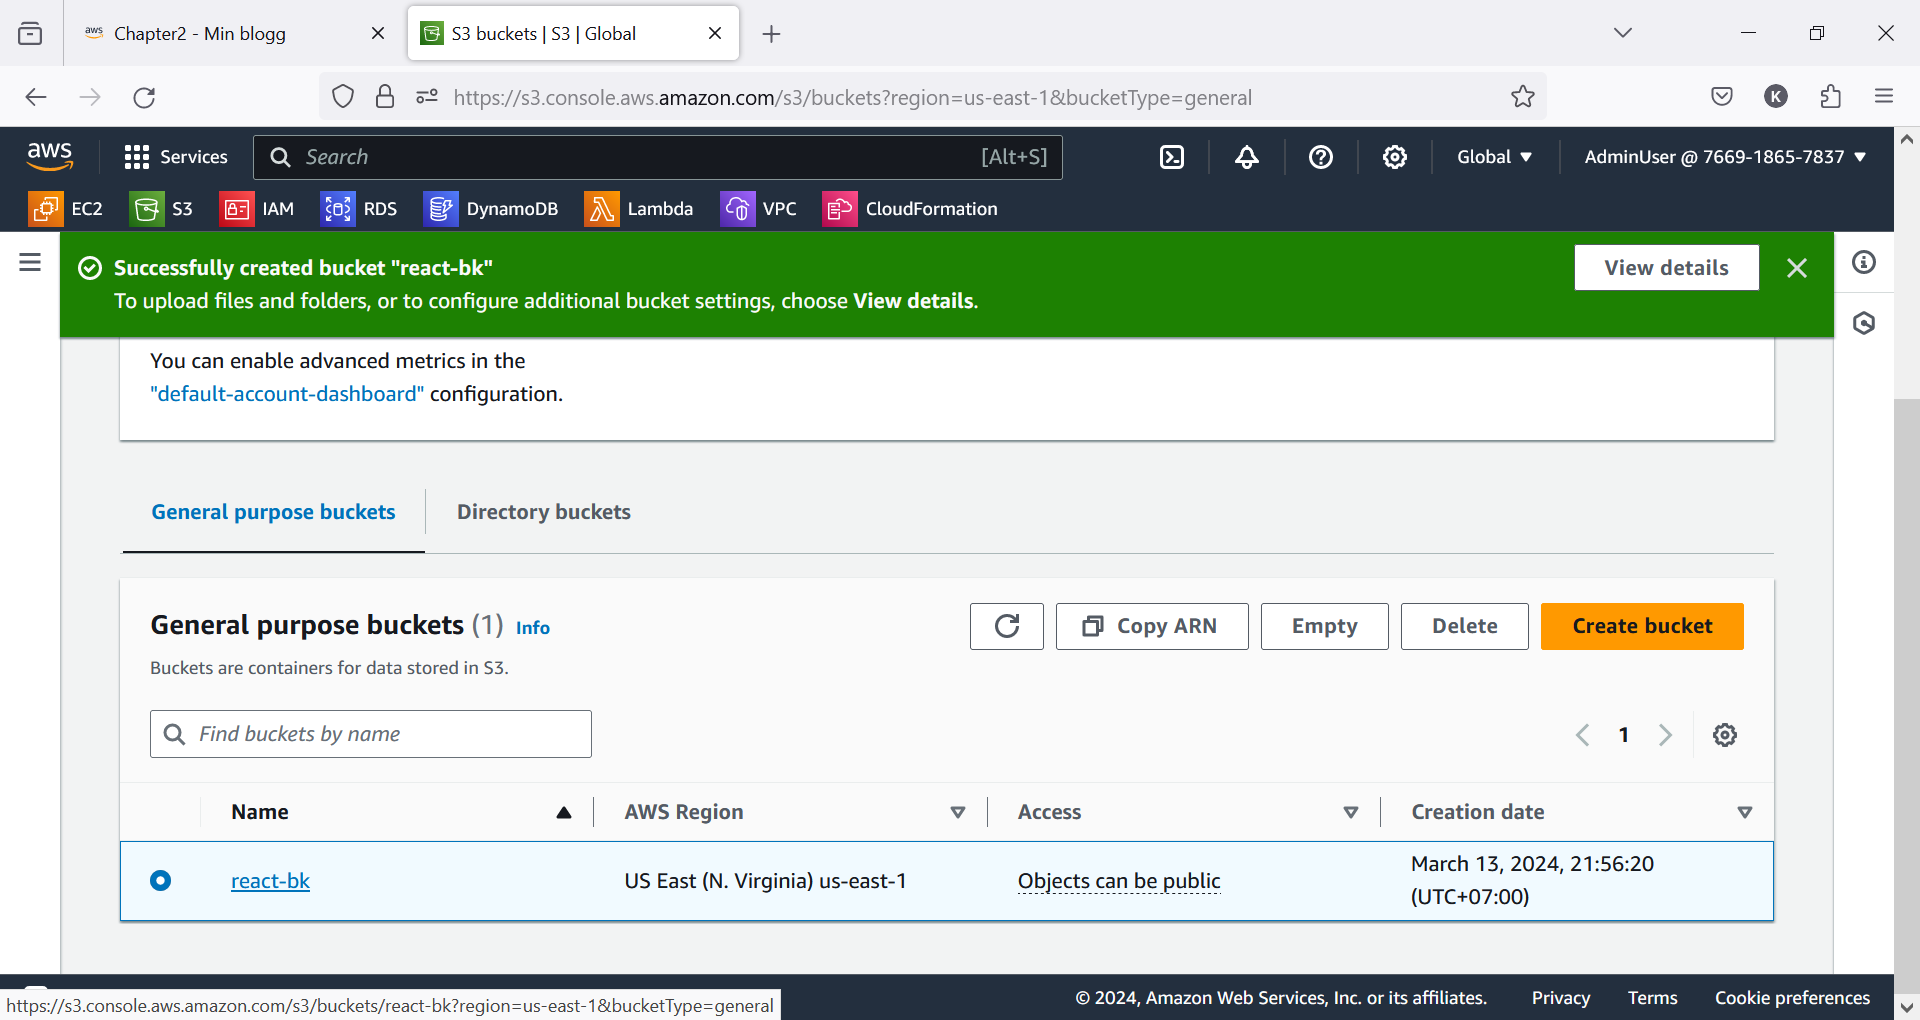 Chapter2 - Min blogg
S3 buckets | S3 | Global
https://s3.console.aws.amazon.com/s3/buckets?region=us-east-1&bucketType=general
K
aws
Services
Search
[Alt+S]
Global
AdminUser @ 7669-1865-7837
EC2
S3
IAM
RDS
DynamoDB
Lambda
VPC
CloudFormation
Successfully created bucket "react-bk"
To upload files and folders, or to configure additional bucket settings, choose View details.
View details
You can enable advanced metrics in the
"default-account-dashboard" configuration.
General purpose buckets
Directory buckets
General purpose buckets (1) Info
Buckets are containers for data stored in S3.
Copy ARN
Empty
Delete
Create bucket
Find buckets by name
1
Name
AWS Region
Access
Creation date
react-bk
US East (N. Virginia) us-east-1
Objects can be public
March 13, 2024, 21:56:20
(UTC+07:00)
https://s3.console.aws.amazon.com/s3/buckets/react-bk?region=us-east-1&bucketType=general
© 2024, Amazon Web Services, Inc. or its affiliates.
Privacy
Terms
Cookie preferences